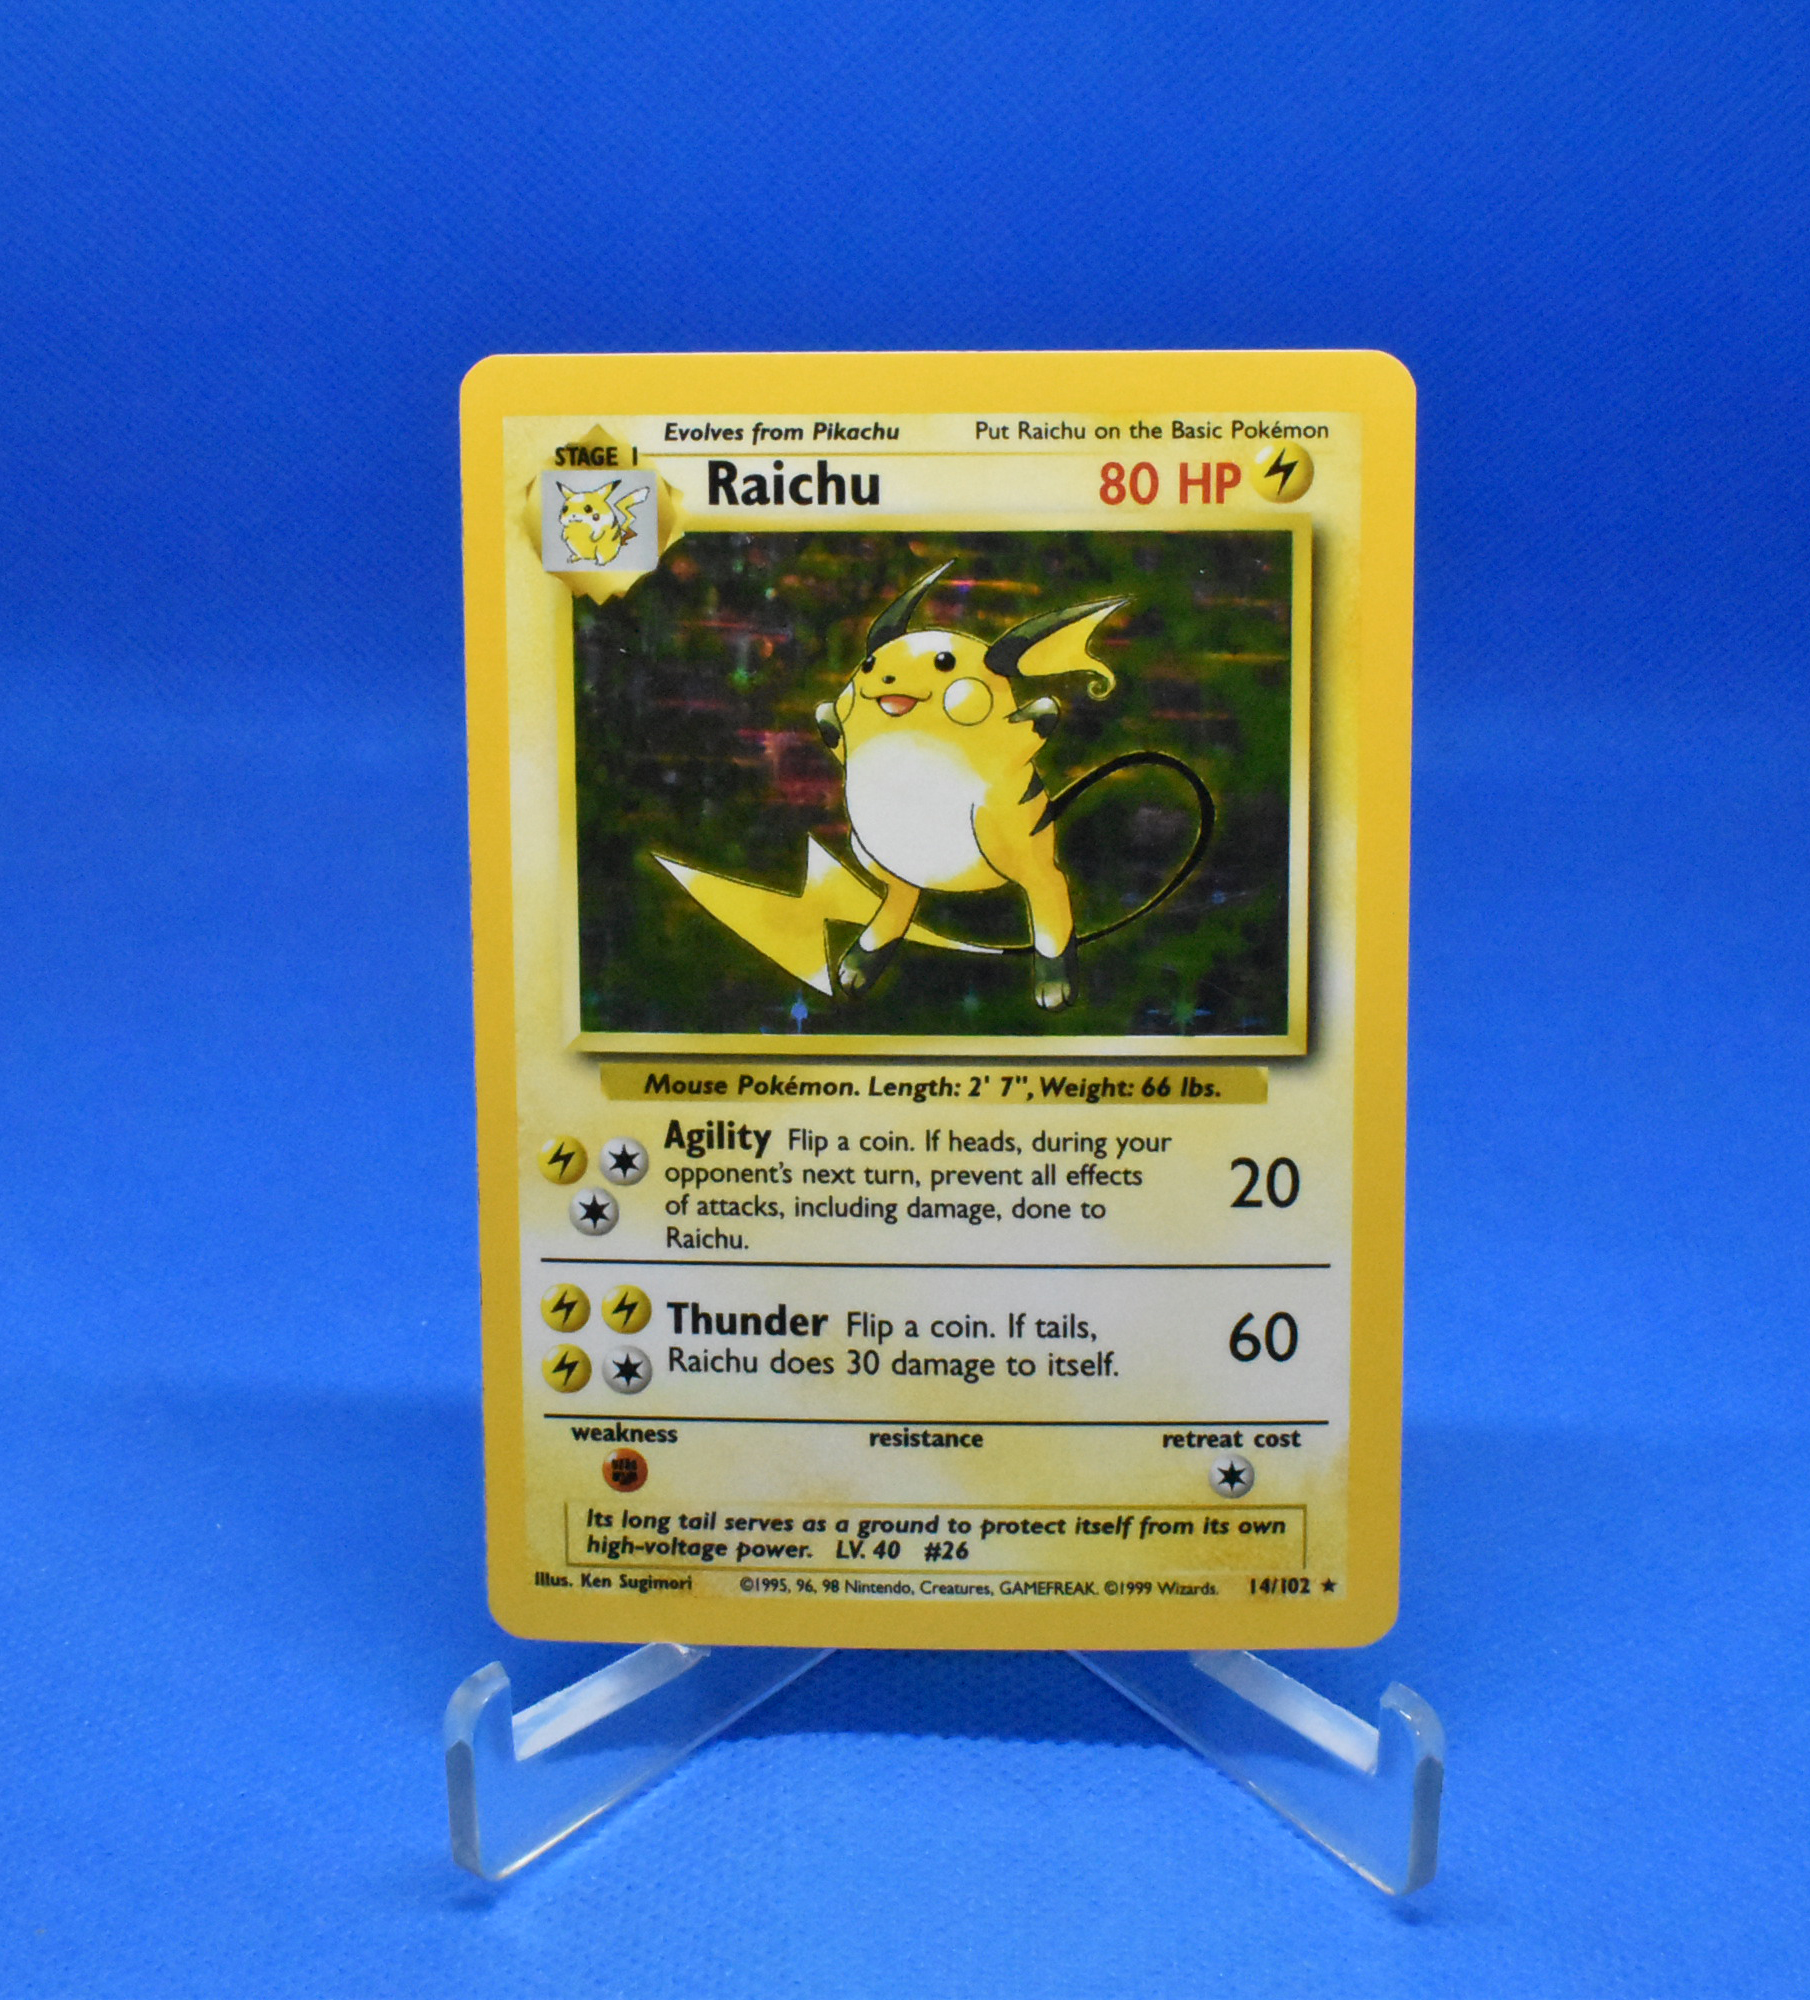 Evolves from Pikachu Put Raichu on the Basic Pokémon
STAGE 1
Raichu 80 HP
Mouse Pokémon. Length: 2' 7", Weight: 66 lbs.
Agility Flip a coin. If heads, during your
opponent's next turn, prevent all effects
of attacks, including damage, done to
Raichu.
20
Thunder Flip a coin. If tails,
Raichu does 30 damage to itself.
60
weakness resistance retreat cost
Its long tail serves as a ground to protect itself from its own
high-voltage power. LV. 40 #26
Illus. Ken Sugimori ©1995, 96, 98 Nintendo, Creatures, GAMEFREAK. ©1999 Wizards. 14/102 ★